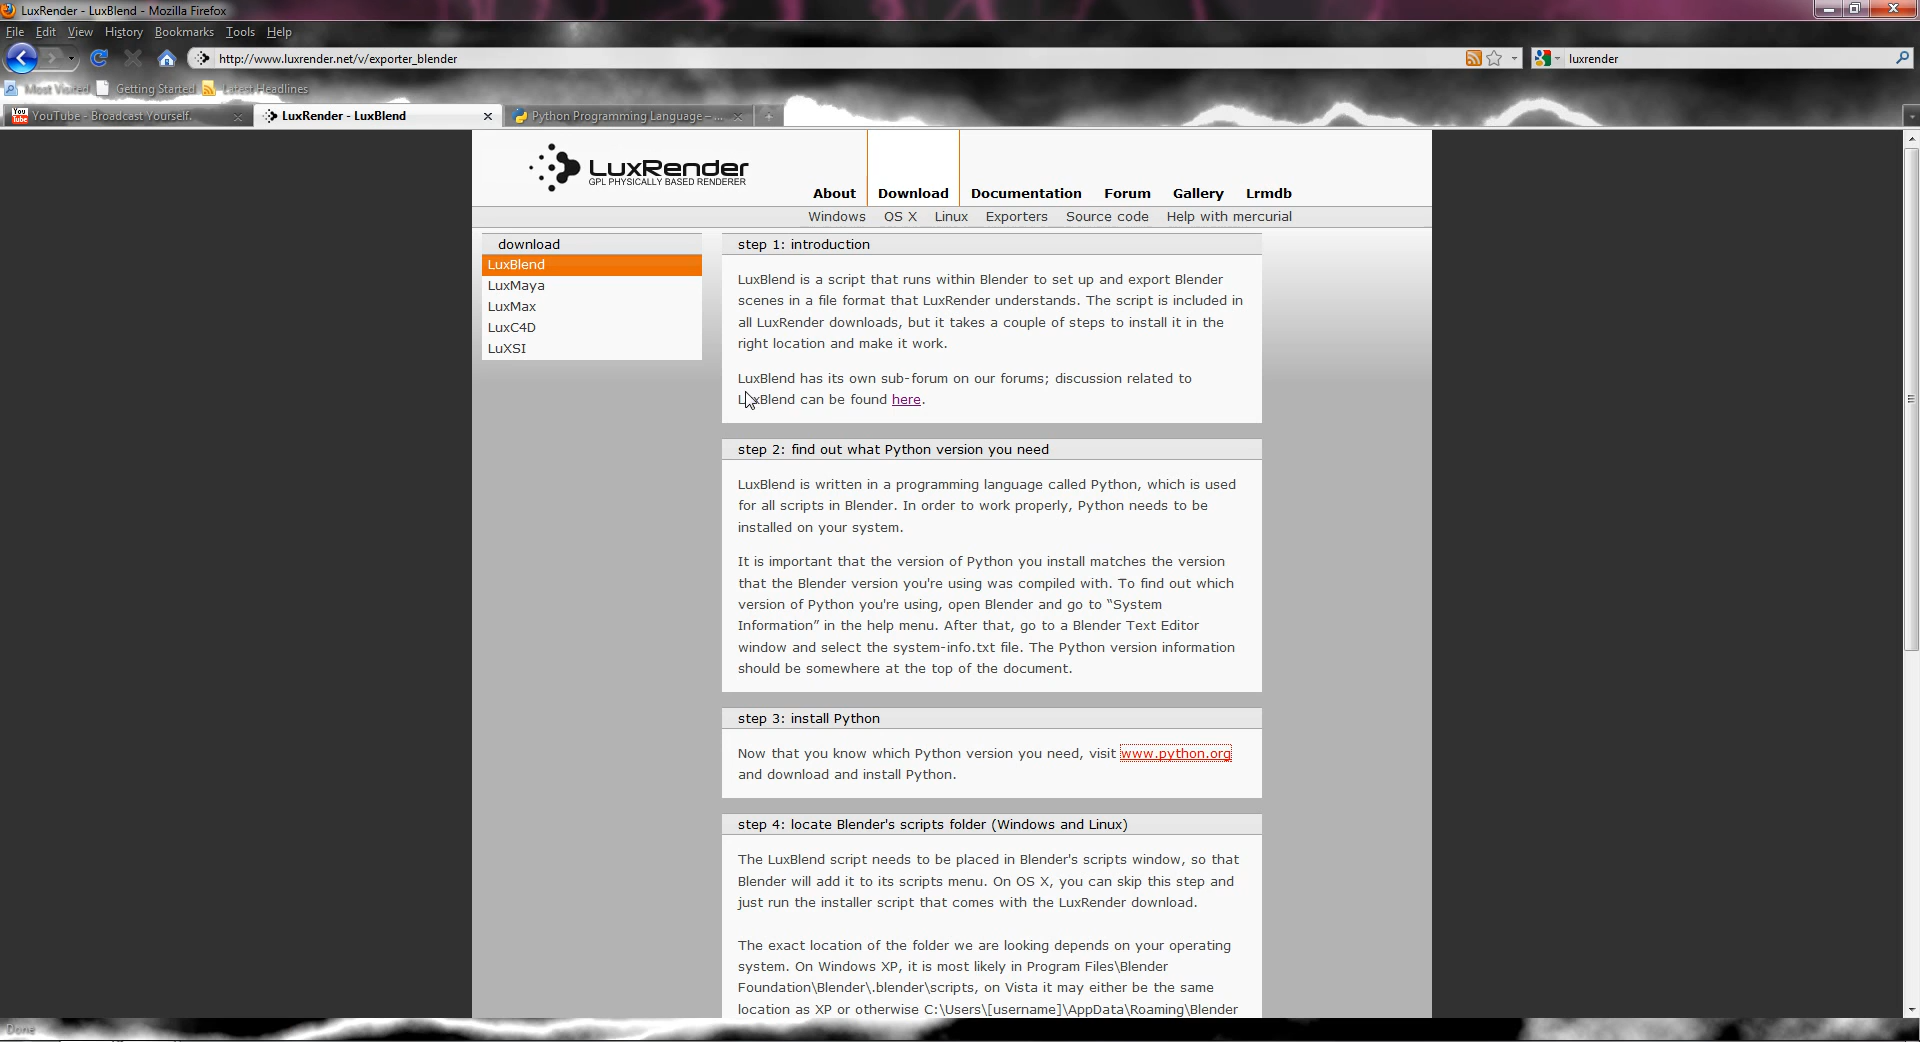 LuxRender - LuxBlend - Mozilla Firefox
File Edit View History Bookmarks Tools Help
http://www.luxrender.net/v/exporter_blender
luxrender
Most Visited Getting Started Latest Headlines
You Tube YouTube - Broadcast Yourself.
LuxRender - LuxBlend
Python Programming Language – ...
LuxRender
GPL PHYSICALLY BASED RENDERER
About Download Documentation Forum Gallery Lrmdb
Windows OS X Linux Exporters Source code Help with mercurial
download
LuxBlend
LuxMaya
LuxMax
LuxC4D
LuXSI
step 1: introduction
LuxBlend is a script that runs within Blender to set up and export Blender
scenes in a file format that LuxRender understands. The script is included in
all LuxRender downloads, but it takes a couple of steps to install it in the
right location and make it work.
LuxBlend has its own sub-forum on our forums; discussion related to
LuxBlend can be found here.
step 2: find out what Python version you need
LuxBlend is written in a programming language called Python, which is used
for all scripts in Blender. In order to work properly, Python needs to be
installed on your system.
It is important that the version of Python you install matches the version
that the Blender version you're using was compiled with. To find out which
version of Python you're using, open Blender and go to “System
Information” in the help menu. After that, go to a Blender Text Editor
window and select the system-info.txt file. The Python version information
should be somewhere at the top of the document.
step 3: install Python
Now that you know which Python version you need, visit www.python.org
and download and install Python.
step 4: locate Blender's scripts folder (Windows and Linux)
The LuxBlend script needs to be placed in Blender's scripts window, so that
Blender will add it to its scripts menu. On OS X, you can skip this step and
just run the installer script that comes with the LuxRender download.
The exact location of the folder we are looking depends on your operating
system. On Windows XP, it is most likely in Program Files\Blender
Foundation\Blender\.blender\scripts, on Vista it may either be the same
location as XP or otherwise C:\Users\[username]\AppData\Roaming\Blender
Done